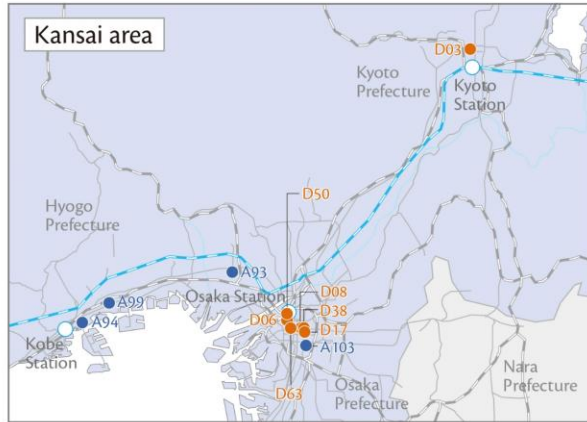 Kansai area
D03
Kyoto
Prefecture
Kyoto
Station
D50
Hyogo
Prefecture
A93
Osaka Station
D08
A99
D38
D06
A94
D17
Kobe
Station
A103
D63
Osaka
Prefecture
Nara
Prefecture